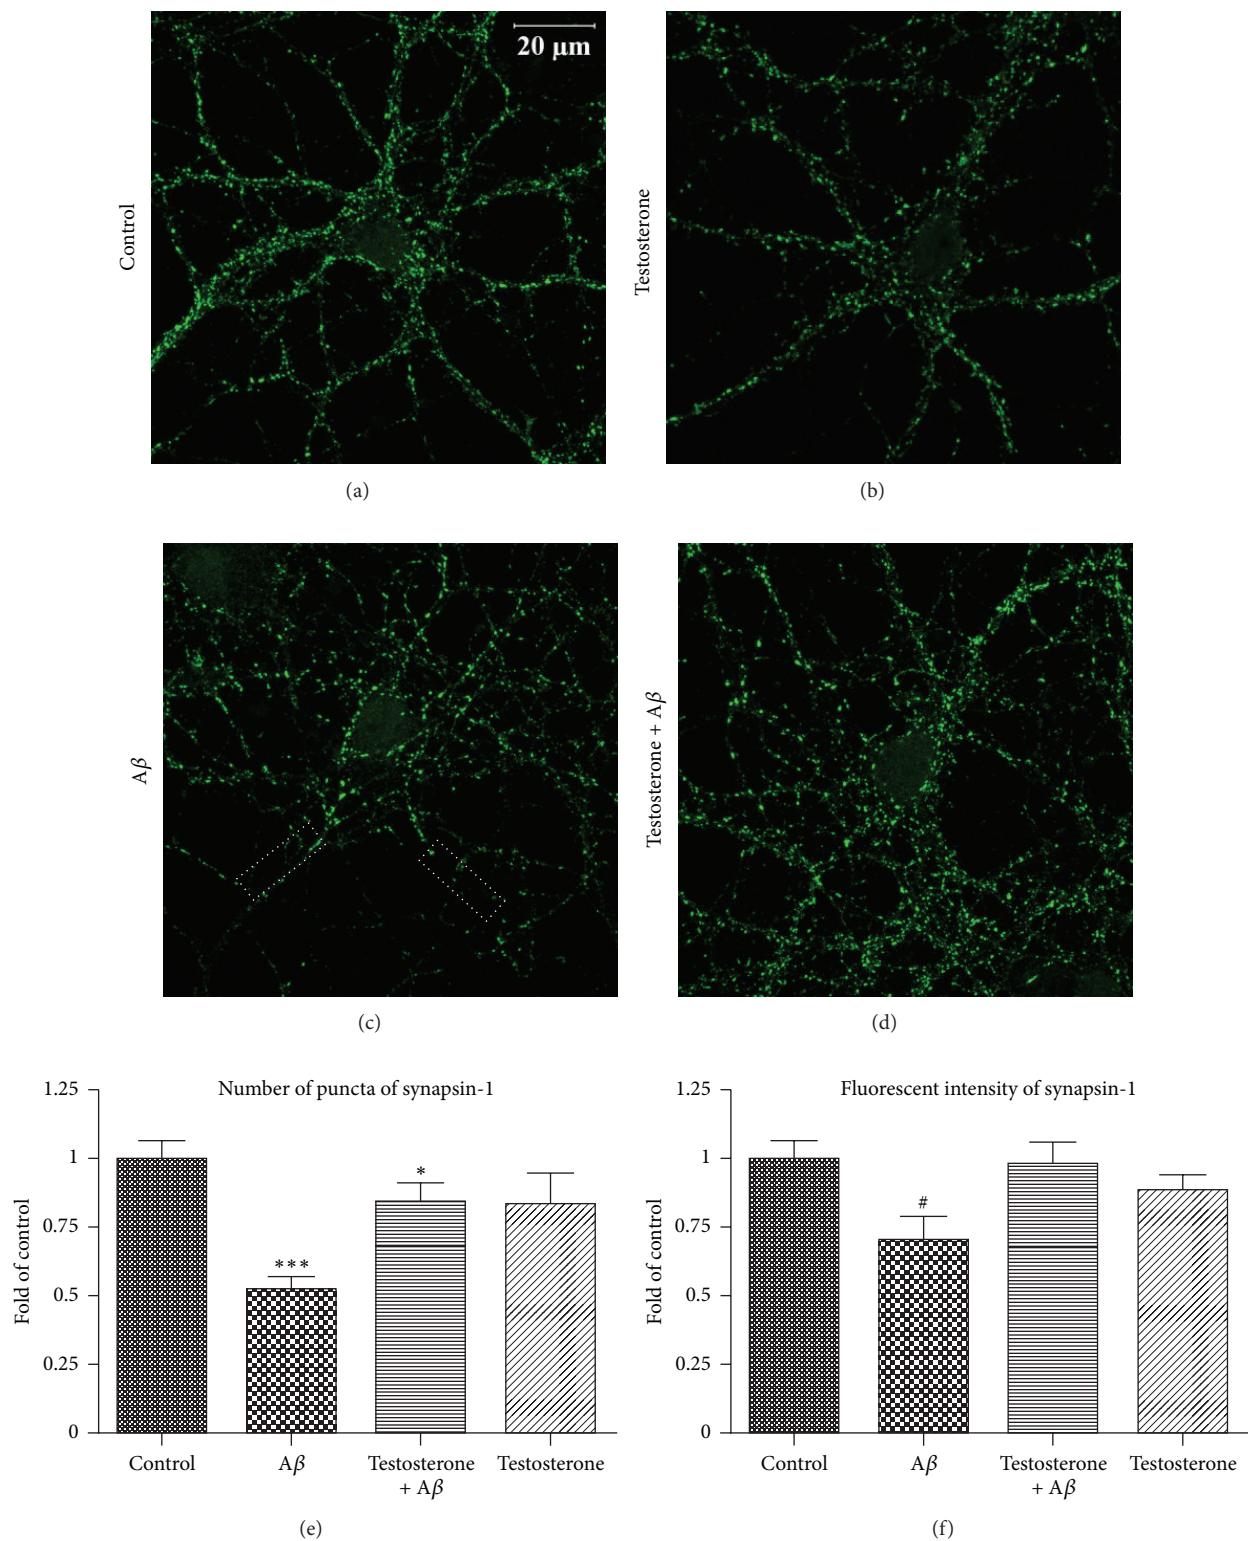 20 μm
Control
Testosterone
(a)
(b)
Aβ
Testosterone + Aβ
(c)
(d)
Number of puncta of synapsin-1
Fold of control
1.25
1
0.75
0.5
0.25
0
***
*
Control
Aβ
Testosterone
+ Aβ
Testosterone
(e)
Fluorescent intensity of synapsin-1
Fold of control
1.25
1
0.75
0.5
0.25
0
#
Control
Aβ
Testosterone
+ Aβ
Testosterone
(f)